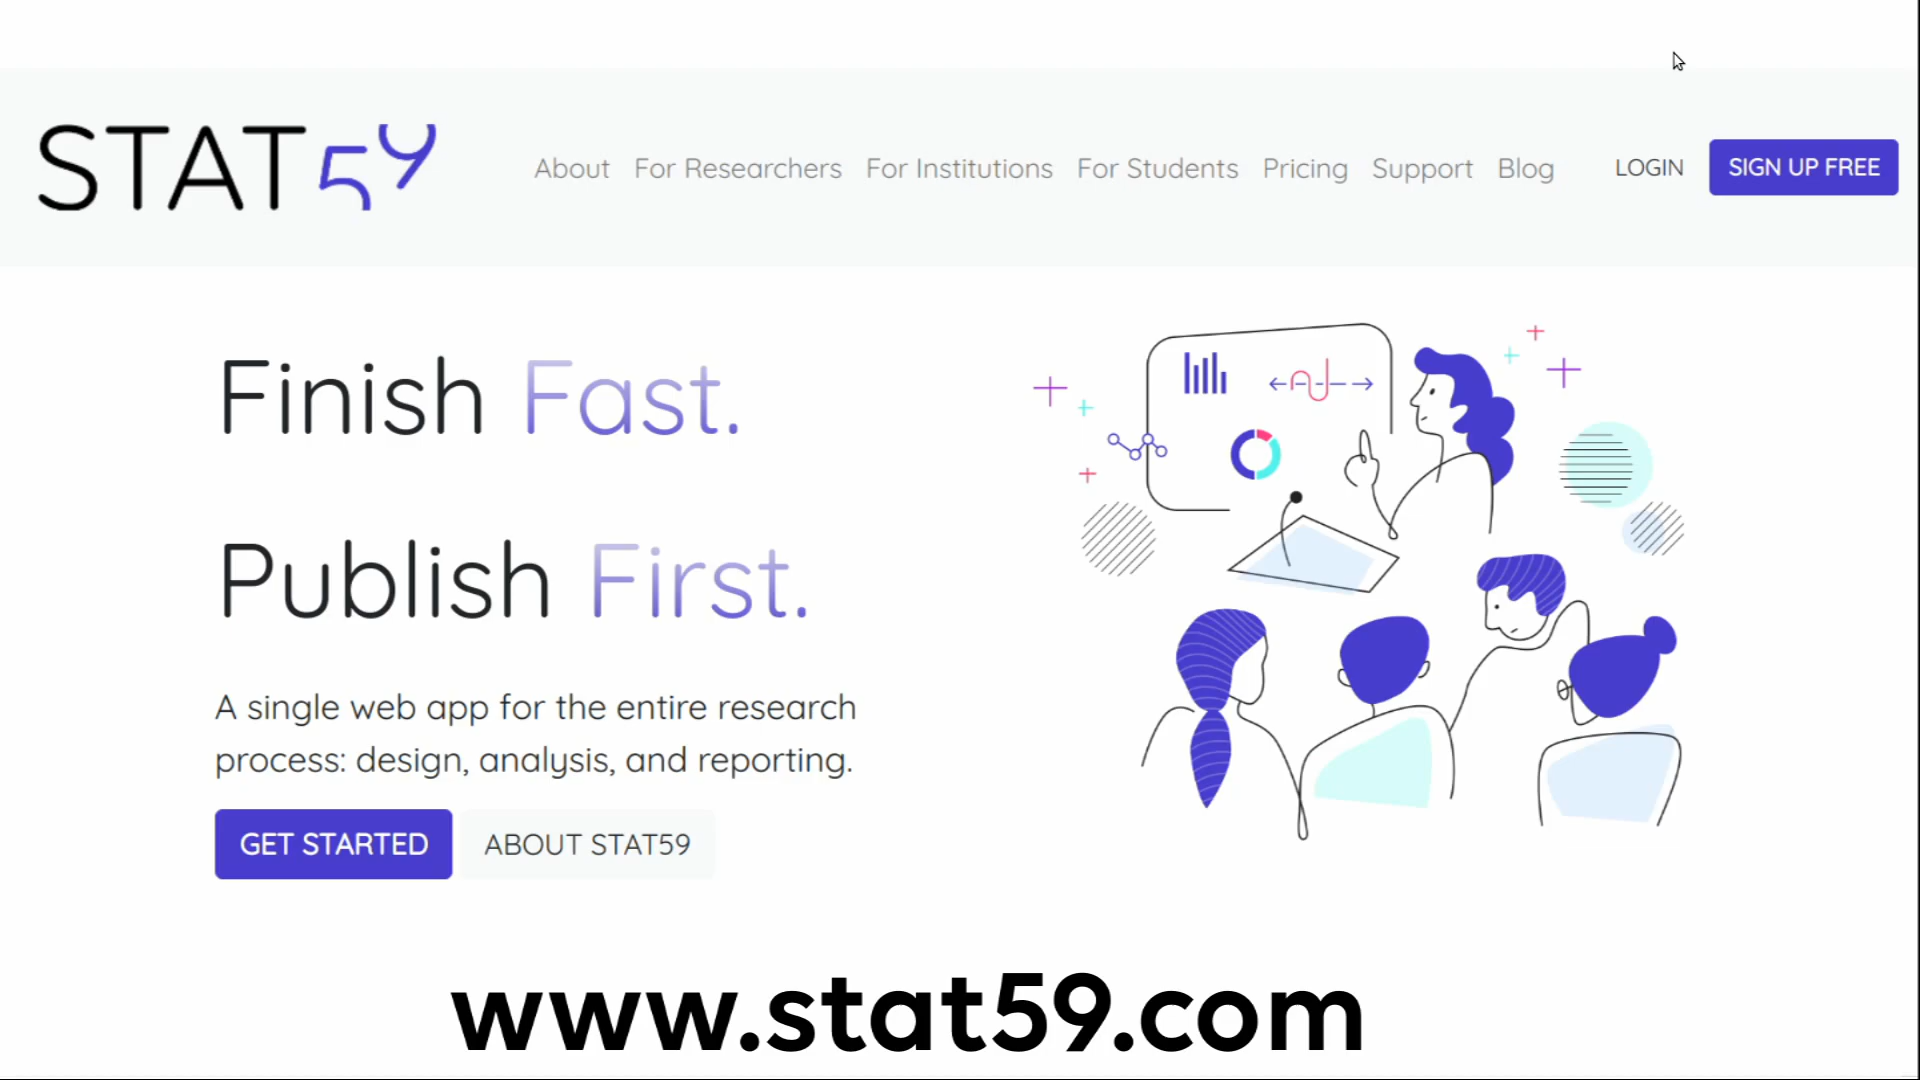 STAT59
About For Researchers For Institutions For Students Pricing Support Blog LOGIN SIGN UP FREE
Finish Fast.
Publish First.
A single web app for the entire research
process: design, analysis, and reporting.
GET STARTED ABOUT STAT59
www.stat59.com